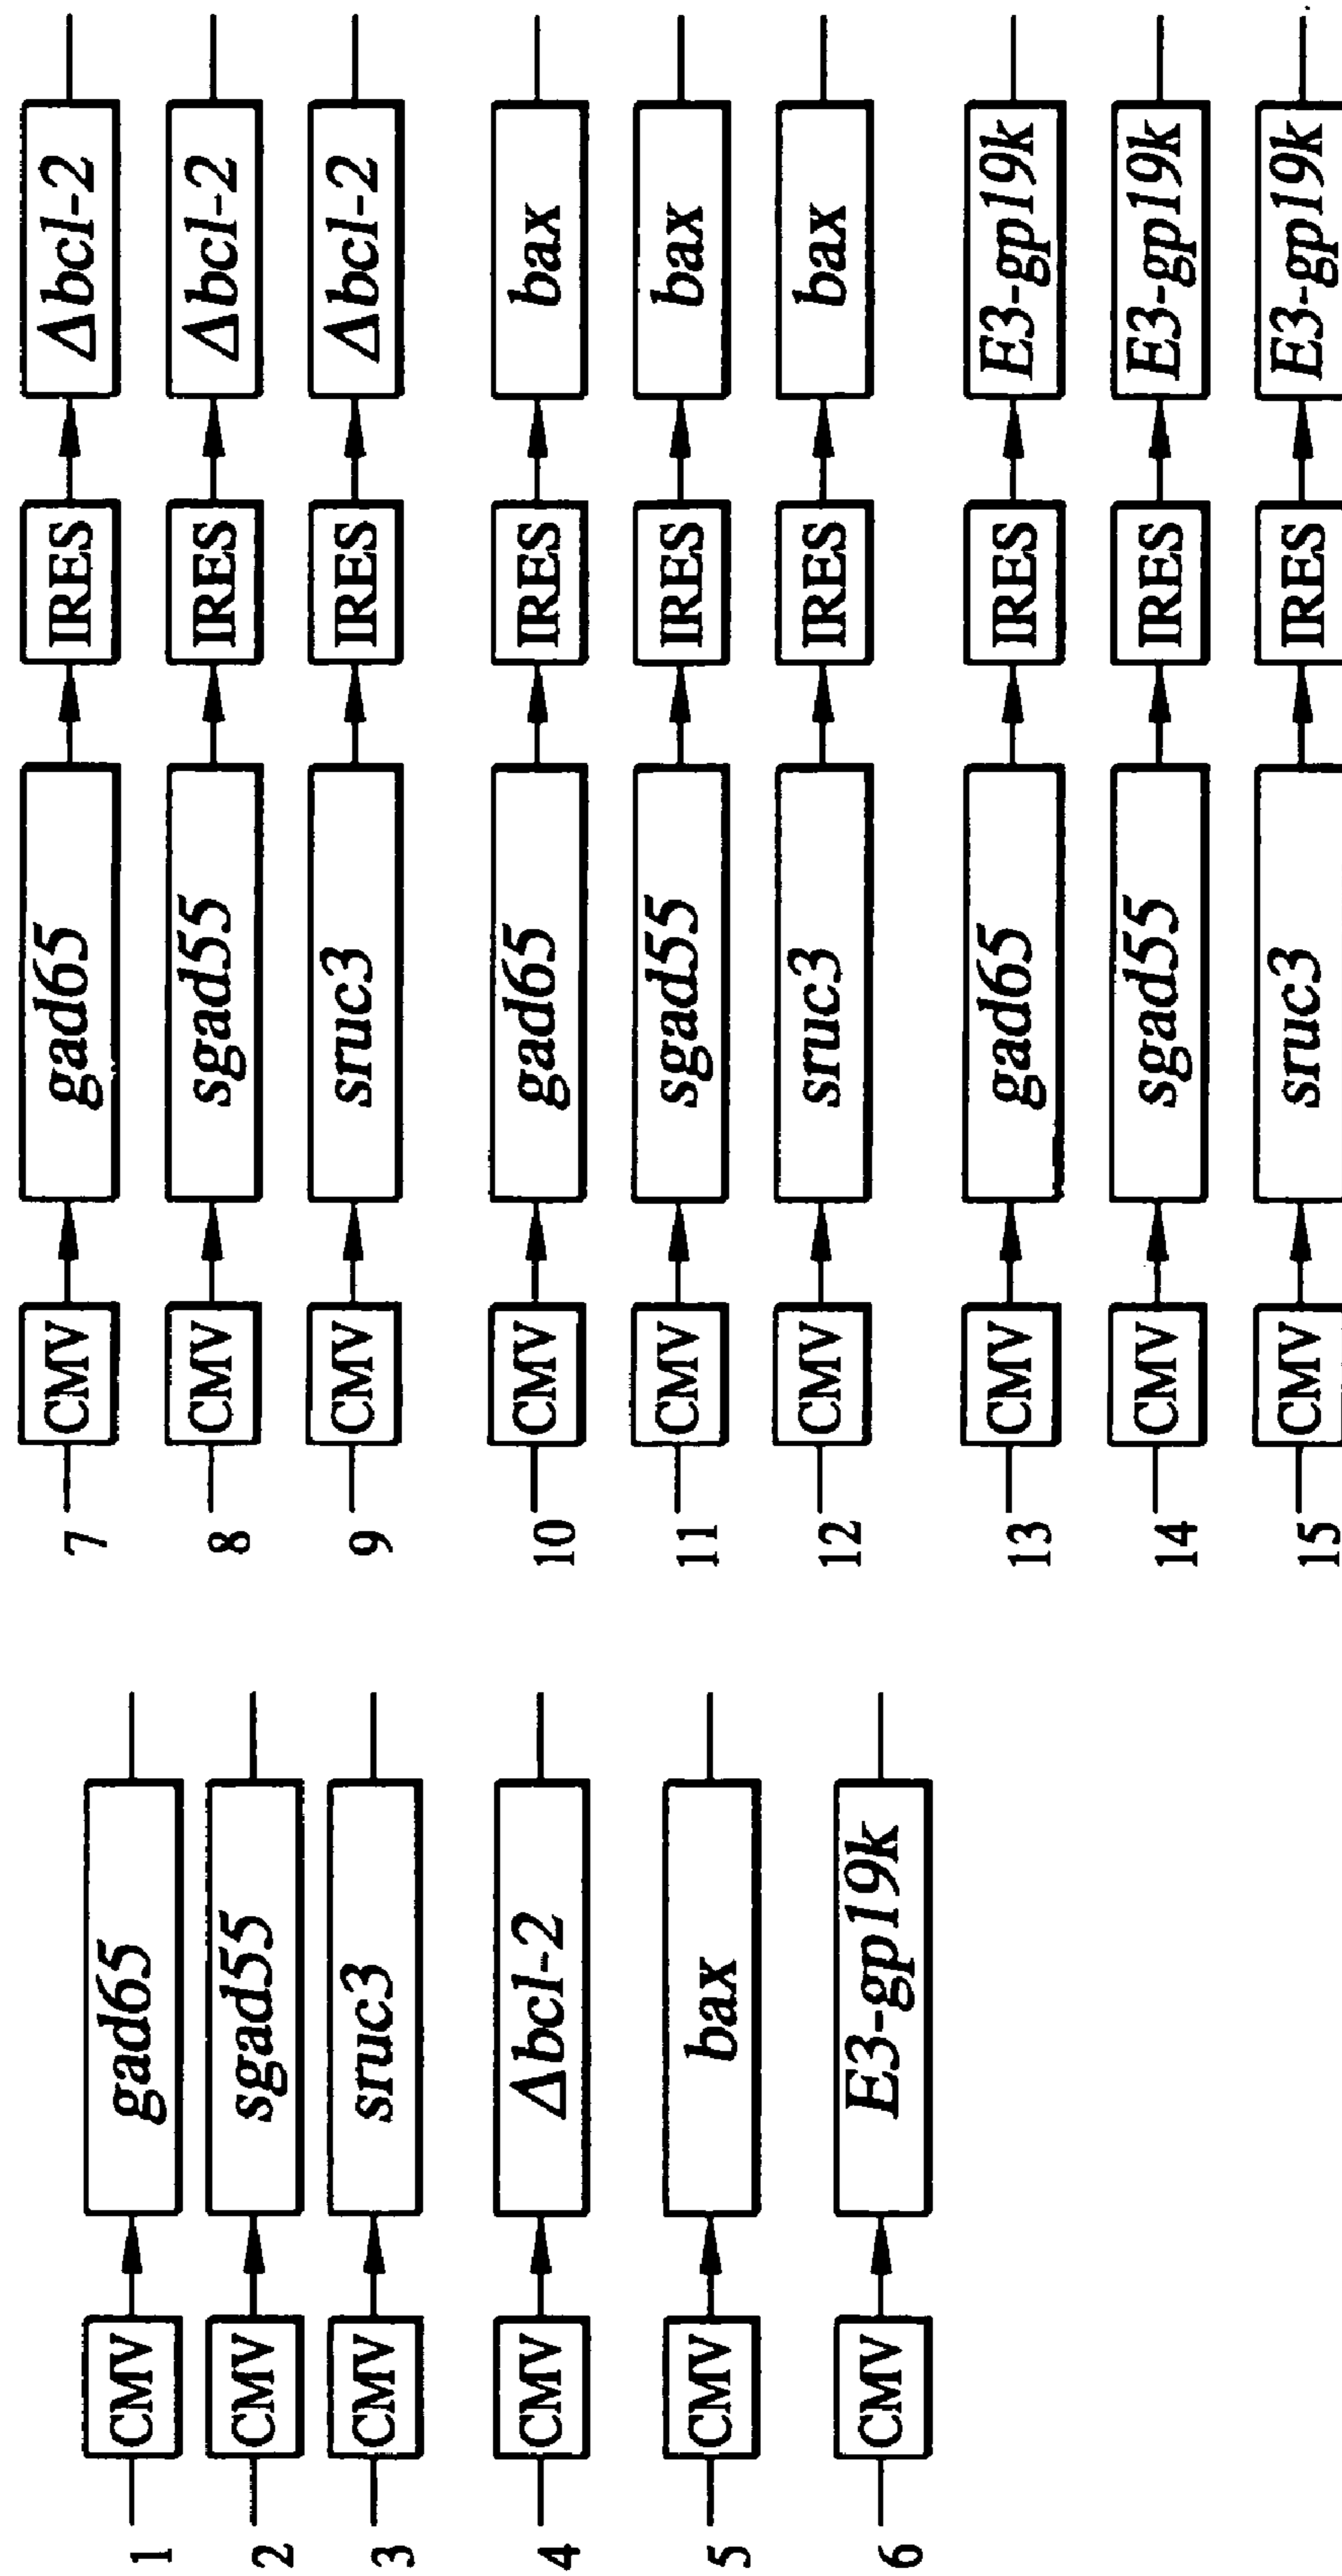 1 CMV gad65
2 CMV sgad55
3 CMV sruc3
4 CMV Δbcl-2
5 CMV bax
6 CMV E3-gp19k
7 CMV gad65 IRES Δbcl-2
8 CMV sgad55 IRES Δbcl-2
9 CMV sruc3 IRES Δbcl-2
10 CMV gad65 IRES bax
11 CMV sgad55 IRES bax
12 CMV sruc3 IRES bax
13 CMV gad65 IRES E3-gp19k
14 CMV sgad55 IRES E3-gp19k
15 CMV sruc3 IRES E3-gp19k